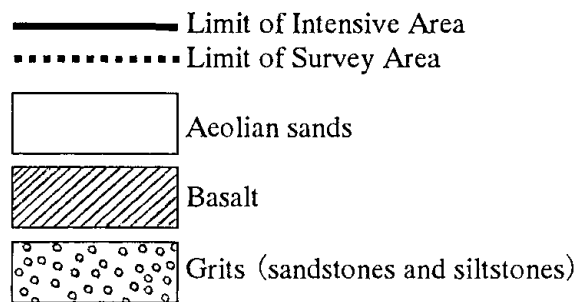 Limit of Intensive Area
Limit of Survey Area
Aeolian sands
Basalt
Grits (sandstones and siltstones)